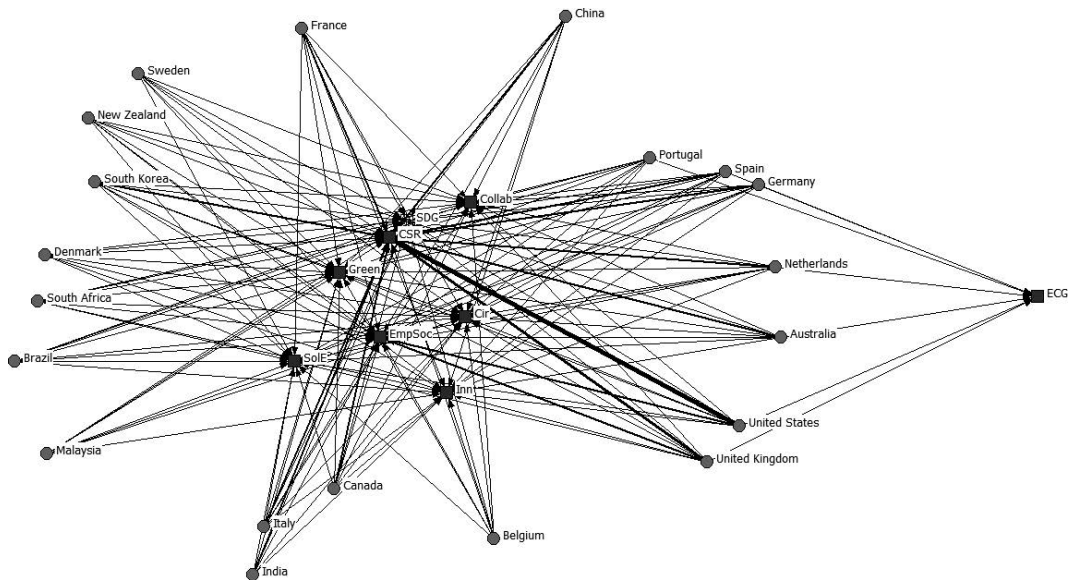 China
France
Sweden
New Zealand
Portugal
Spain
South Korea
Germany
Collab
SDG
CSR
Denmark
Netherlands
Green
ECG
South Africa
Cir
EmpSoc
Australia
Brazil
SolE
Inn
United States
Malaysia
United Kingdom
Canada
Italy
Belgium
India